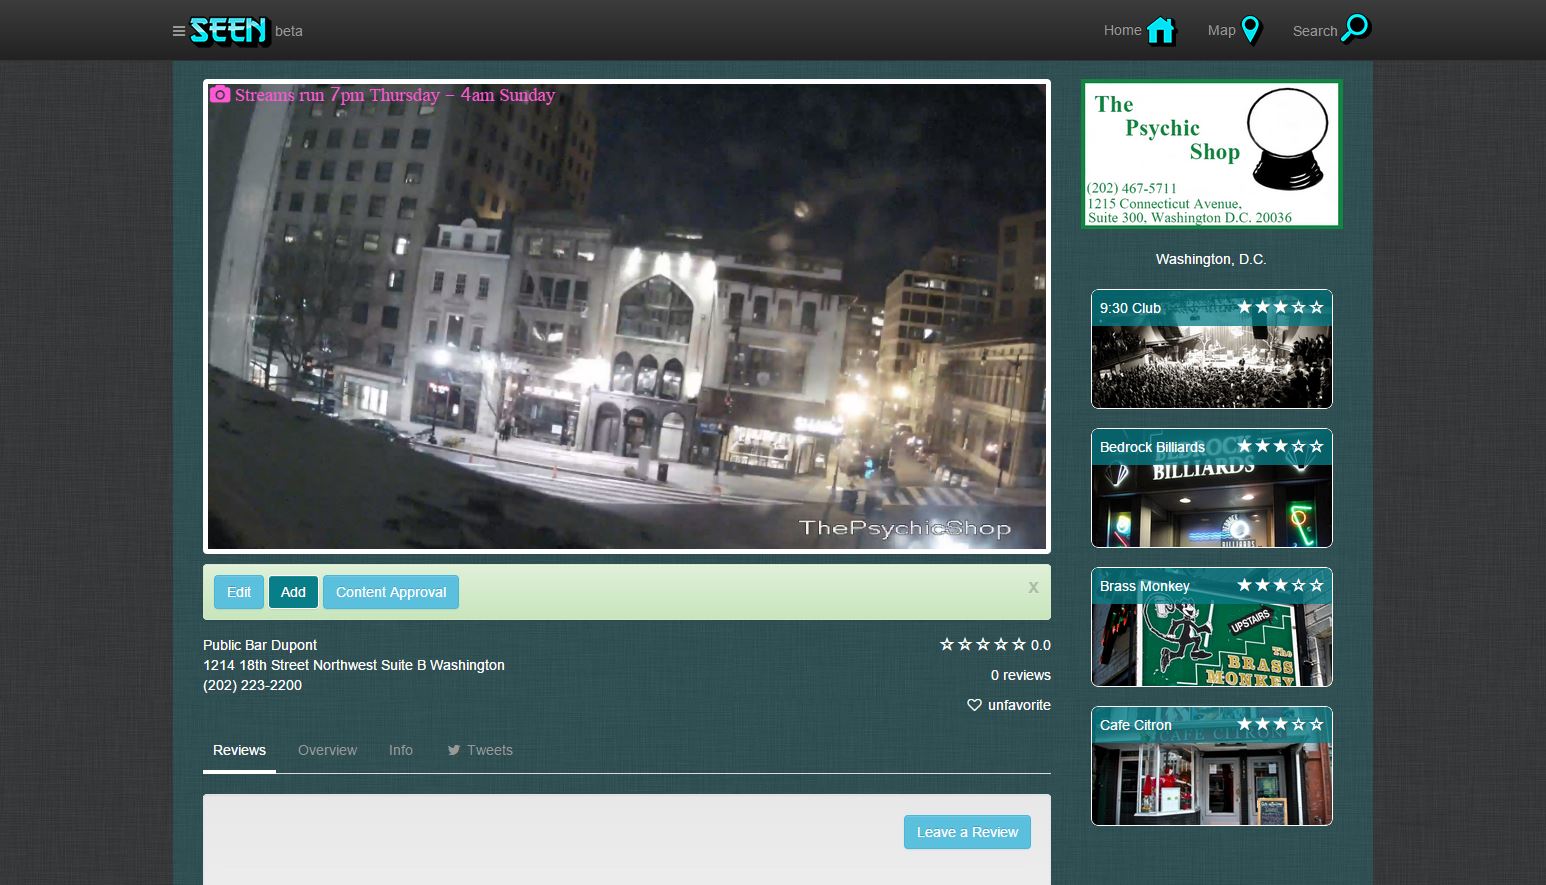 SEEN beta
Home
Map
Search
Streams run 7pm Thursday – 4am Sunday
ThePsychicShop
Edit
Add
Content Approval
X
Public Bar Dupont
1214 18th Street Northwest Suite B Washington
(202) 223-2200
0.0
0 reviews
unfavorite
Reviews
Overview
Info
Tweets
Leave a Review
The
Psychic
Shop
(202) 467-5711
1215 Connecticut Avenue,
Suite 300, Washington D.C. 20036
Washington, D.C.
9:30 Club
Bedrock Billiards
BEDROCK
BILLIARDS
BILLIARDS
Brass Monkey
UPSTAIRS
The
BRASS
MONKEY
Cafe Citron
CAFE CITRON